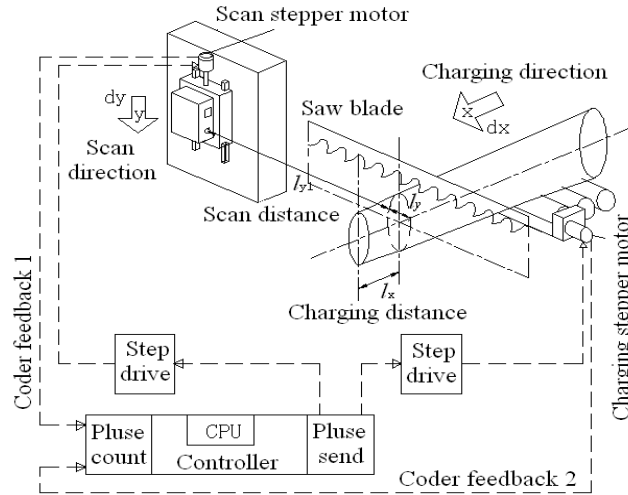 Scan stepper motor
Charging direction
x
dx
dy
y
Saw blade
Scan
direction
ly1
ly
Scan distance
lx
Charging distance
Coder feedback 1
Charging stepper motor
Step
drive
Step
drive
Pluse
count
CPU
Controller
Pluse
send
Coder feedback 2